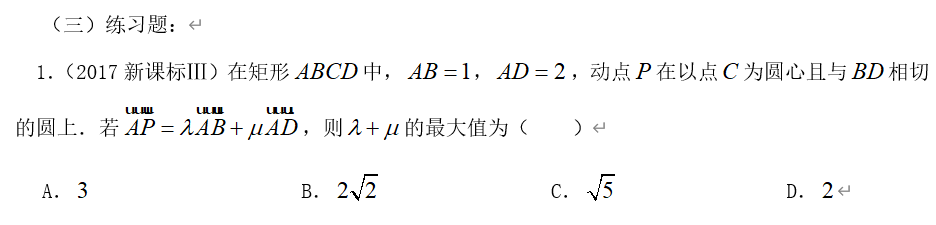 （三）练习题：
1.（2017 新课标Ⅲ）在矩形 ABCD 中， AB = 1， AD = 2 ，动点 P 在以点 C 为圆心且与 BD 相切
的圆上．若 AP = λAB + μAD ，则 λ + μ 的最大值为（　　）
A． 3　B． 2√2　C． √5　D． 2